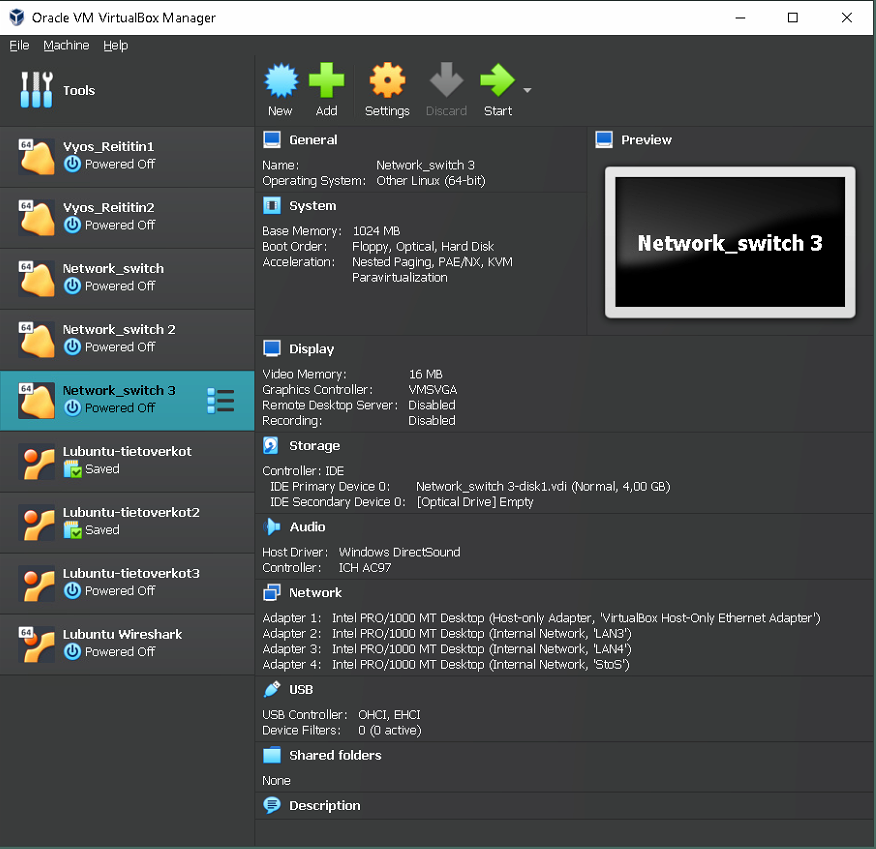 Oracle VM VirtualBox Manager
File Machine Help
Tools
New Add Settings Discard Start
64 Vyos_Reititin1
Powered Off
64 Vyos_Reititin2
Powered Off
64 Network_switch
Powered Off
64 Network_switch 2
Powered Off
64 Network_switch 3
Powered Off
Lubuntu-tietoverkot
Saved
Lubuntu-tietoverkot2
Saved
Lubuntu-tietoverkot3
Powered Off
64 Lubuntu Wireshark
Powered Off
General
Name: Network_switch 3
Operating System: Other Linux (64-bit)
System
Base Memory: 1024 MB
Boot Order: Floppy, Optical, Hard Disk
Acceleration: Nested Paging, PAE/NX, KVM
Paravirtualization
Preview
Network_switch 3
Display
Video Memory: 16 MB
Graphics Controller: VMSVGA
Remote Desktop Server: Disabled
Recording: Disabled
Storage
Controller: IDE
IDE Primary Device 0: Network_switch 3-disk1.vdi (Normal, 4,00 GB)
IDE Secondary Device 0: [Optical Drive] Empty
Audio
Host Driver: Windows DirectSound
Controller: ICH AC97
Network
Adapter 1: Intel PRO/1000 MT Desktop (Host-only Adapter, 'VirtualBox Host-Only Ethernet Adapter')
Adapter 2: Intel PRO/1000 MT Desktop (Internal Network, 'LAN3')
Adapter 3: Intel PRO/1000 MT Desktop (Internal Network, 'LAN4')
Adapter 4: Intel PRO/1000 MT Desktop (Internal Network, 'StoS')
USB
USB Controller: OHCI, EHCI
Device Filters: 0 (0 active)
Shared folders
None
Description